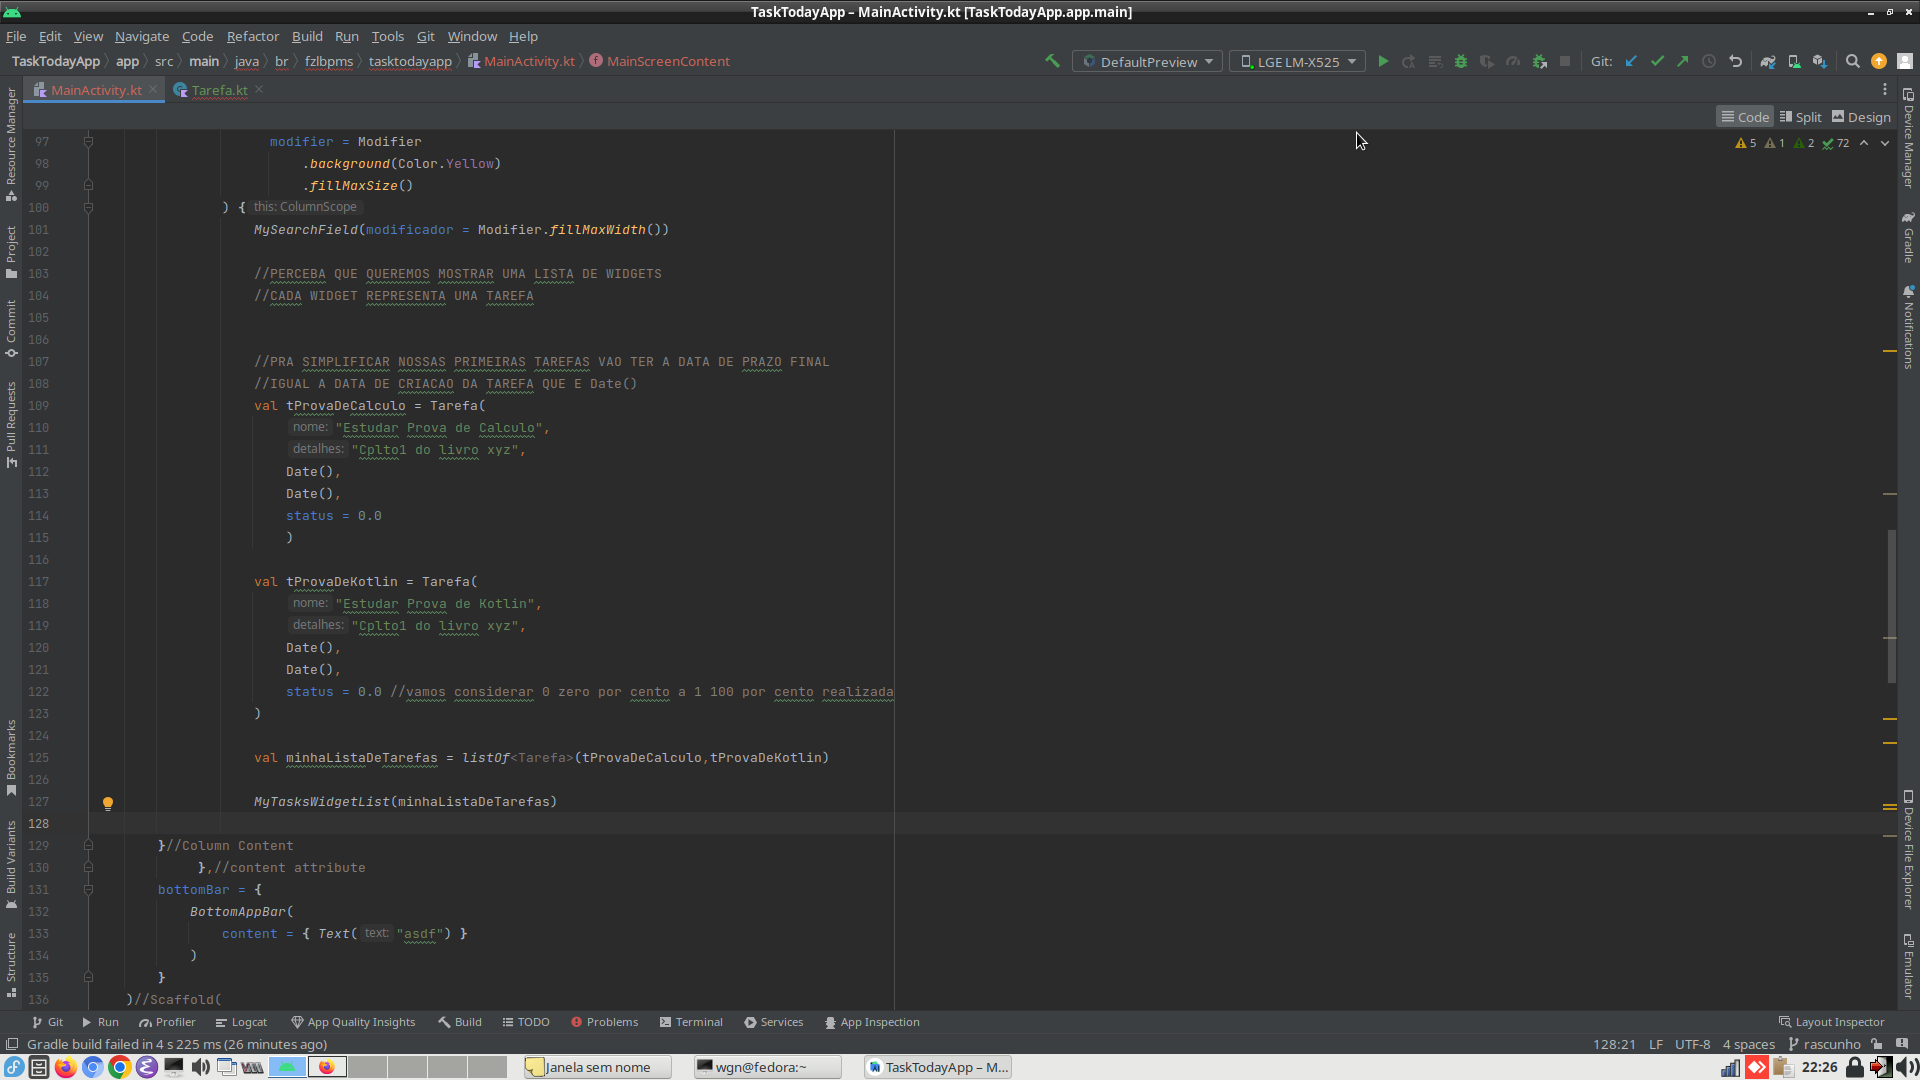 TaskTodayApp – MainActivity.kt [TaskTodayApp.app.main]
File Edit View Navigate Code Refactor Build Run Tools Git Window Help
TaskTodayApp app src main java br fzlbpms tasktodayapp MainActivity.kt MainScreenContent DefaultPreview LGE LM-X525 Git:
MainActivity.kt Tarefa.kt
Code Split Design
5 1 2 72
97 modifier = Modifier
98 .background(Color.Yellow)
99 .fillMaxSize()
100 ) { this: ColumnScope
101 MySearchField(modificador = Modifier.fillMaxWidth())
102
103 //PERCEBA QUE QUEREMOS MOSTRAR UMA LISTA DE WIDGETS
104 //CADA WIDGET REPRESENTA UMA TAREFA
105
106
107 //PRA SIMPLIFICAR NOSSAS PRIMEIRAS TAREFAS VAO TER A DATA DE PRAZO FINAL
108 //IGUAL A DATA DE CRIACAO DA TAREFA QUE E Date()
109 val tProvaDeCalculo = Tarefa(
110 nome: "Estudar Prova de Calculo",
111 detalhes: "Cplto1 do livro xyz",
112 Date(),
113 Date(),
114 status = 0.0
115 )
116
117 val tProvaDeKotlin = Tarefa(
118 nome: "Estudar Prova de Kotlin",
119 detalhes: "Cplto1 do livro xyz",
120 Date(),
121 Date(),
122 status = 0.0 //vamos considerar 0 zero por cento a 1 100 por cento realizada
123 )
124
125 val minhaListaDeTarefas = listOf<Tarefa>(tProvaDeCalculo,tProvaDeKotlin)
126
127 MyTasksWidgetList(minhaListaDeTarefas)
128
129 }//Column Content
130 },//content attribute
131 bottomBar = {
132 BottomAppBar(
133 content = { Text( text: "asdf") }
134 )
135 }
136 )//Scaffold(
Resource Manager
Project
Commit
Pull Requests
Bookmarks
Build Variants
Structure
Device Manager
Gradle
Notifications
Device File Explorer
Emulator
Git Run Profiler Logcat App Quality Insights Build TODO Problems Terminal Services App Inspection Layout Inspector
Gradle build failed in 4 s 225 ms (26 minutes ago) 128:21 LF UTF-8 4 spaces rascunho
Janela sem nome wgn@fedora:~ TaskTodayApp – M... 22:26